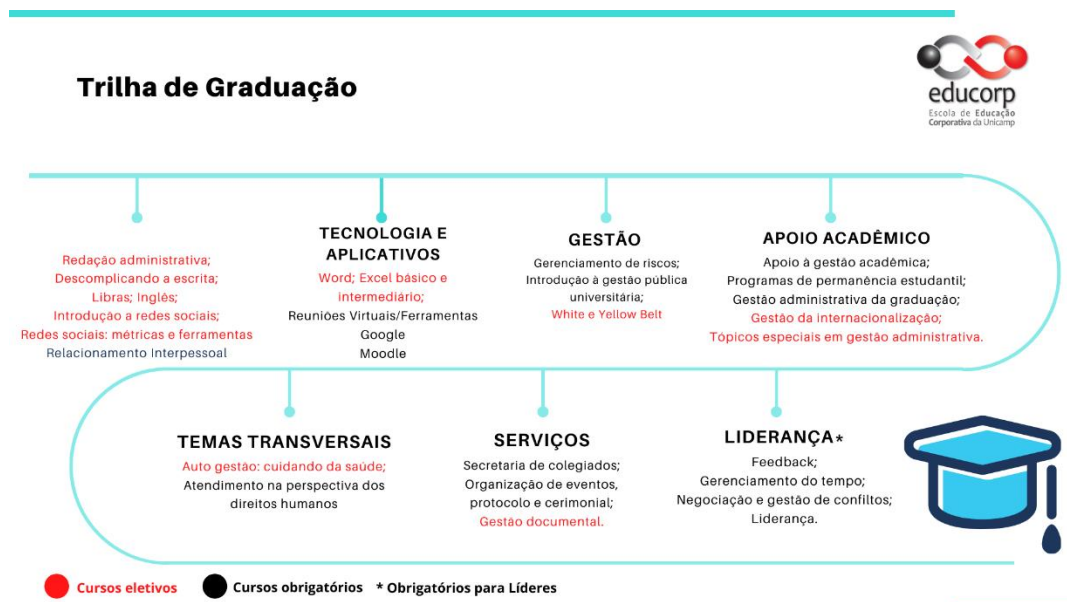 Trilha de Graduação
educorp
Escola de Educação
Corporativa da Unicamp
Redação administrativa;
Descomplicando a escrita;
Libras; Inglês;
Introdução a redes sociais;
Redes sociais: métricas e ferramentas
Relacionamento Interpessoal
TECNOLOGIA E
APLICATIVOS
Word; Excel básico e
intermediário;
Reuniões Virtuais/Ferramentas
Google
Moodle
GESTÃO
Gerenciamento de riscos;
Introdução à gestão pública
universitária;
White e Yellow Belt
APOIO ACADÊMICO
Apoio à gestão acadêmica;
Programas de permanência estudantil;
Gestão administrativa da graduação;
Gestão da internacionalização;
Tópicos especiais em gestão administrativa.
TEMAS TRANSVERSAIS
Auto gestão: cuidando da saúde;
Atendimento na perspectiva dos
direitos humanos
SERVIÇOS
Secretaria de colegiados;
Organização de eventos,
protocolo e cerimonial;
Gestão documental.
LIDERANÇA*
Feedback;
Gerenciamento do tempo;
Negociação e gestão de confiltos;
Liderança.
Cursos eletivos
Cursos obrigatórios
* Obrigatórios para Líderes